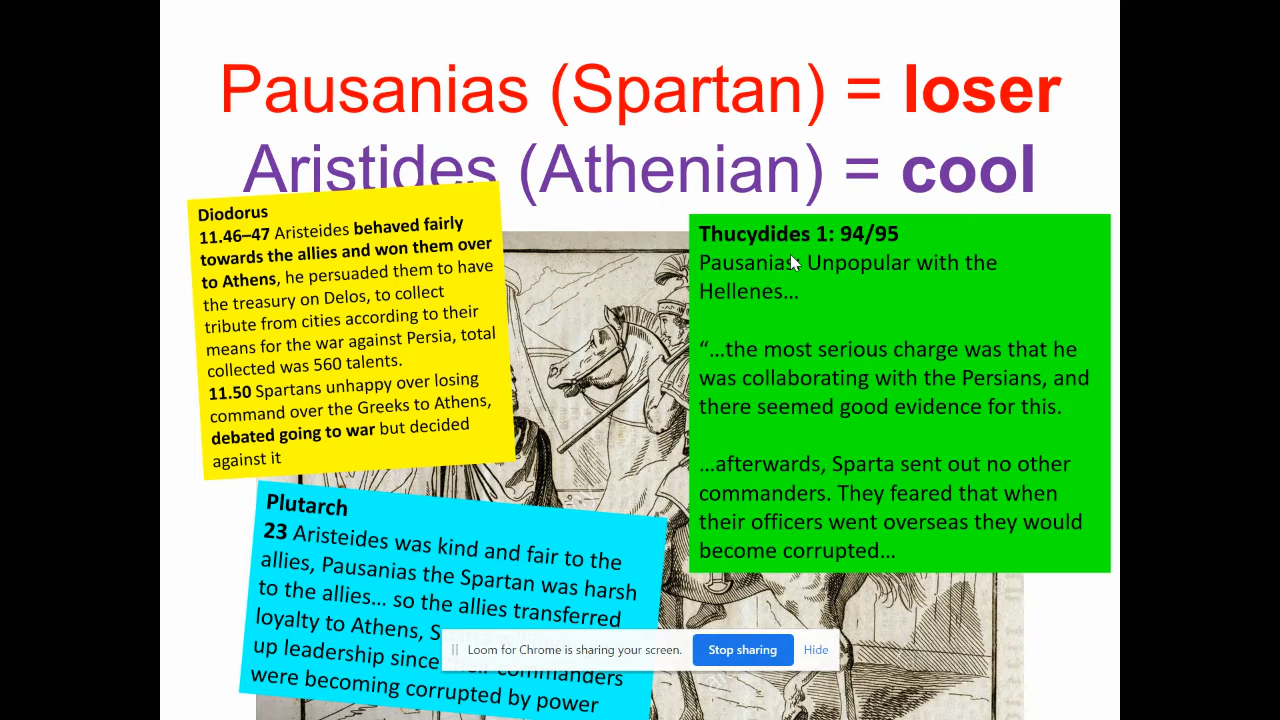 Pausanias (Spartan) = loser
Aristides (Athenian) = cool
Diodorus
11.46–47 Aristeides behaved fairly
towards the allies and won them over
to Athens, he persuaded them to have
the treasury on Delos, to collect
tribute from cities according to their
means for the war against Persia, total
collected was 560 talents.
11.50 Spartans unhappy over losing
command over the Greeks to Athens,
debated going to war but decided
against it
Thucydides 1: 94/95
Pausanias: Unpopular with the
Hellenes…
“…the most serious charge was that he
was collaborating with the Persians, and
there seemed good evidence for this.
…afterwards, Sparta sent out no other
commanders. They feared that when
their officers went overseas they would
become corrupted…
Plutarch
23 Aristeides was kind and fair to the
allies, Pausanias the Spartan was harsh
to the allies… so the allies transferred
loyalty to Athens,
up leadership since commanders
were becoming corrupted by power
Loom for Chrome is sharing your screen.
Stop sharing
Hide